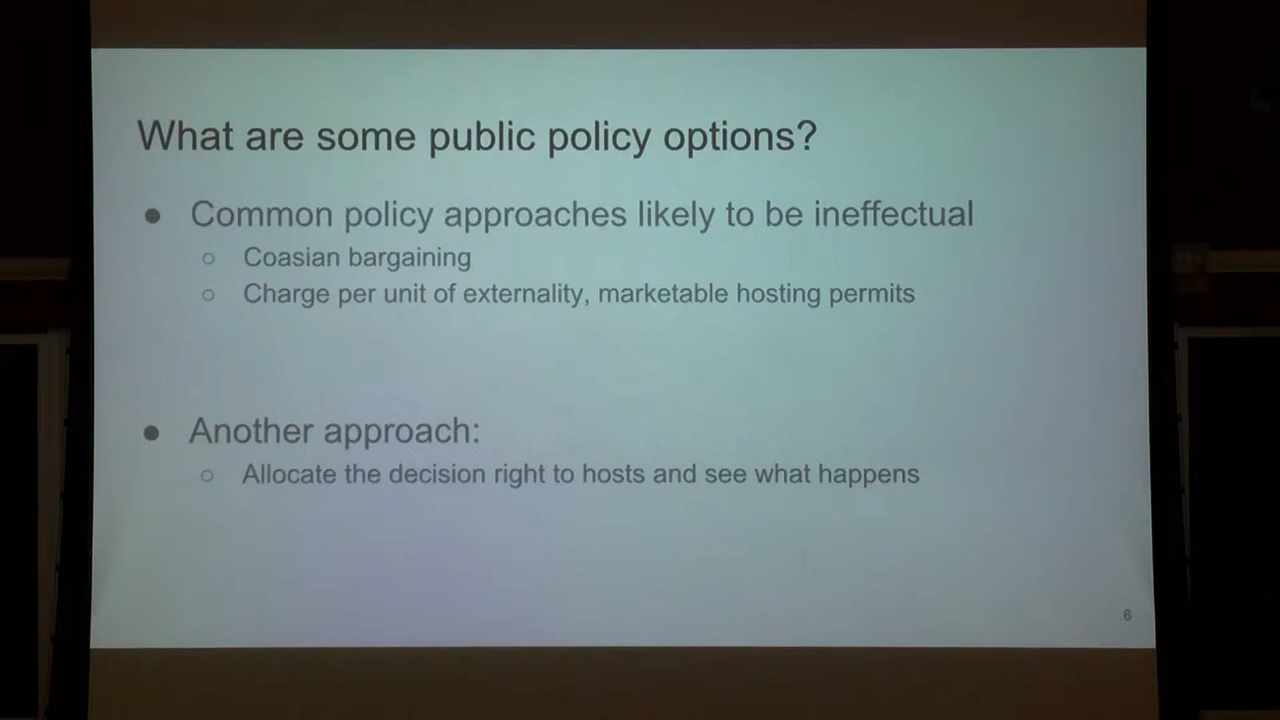 What are some public policy options?
● Common policy approaches likely to be ineffectual
○ Coasian bargaining
○ Charge per unit of externality, marketable hosting permits
● Another approach:
○ Allocate the decision right to hosts and see what happens
6